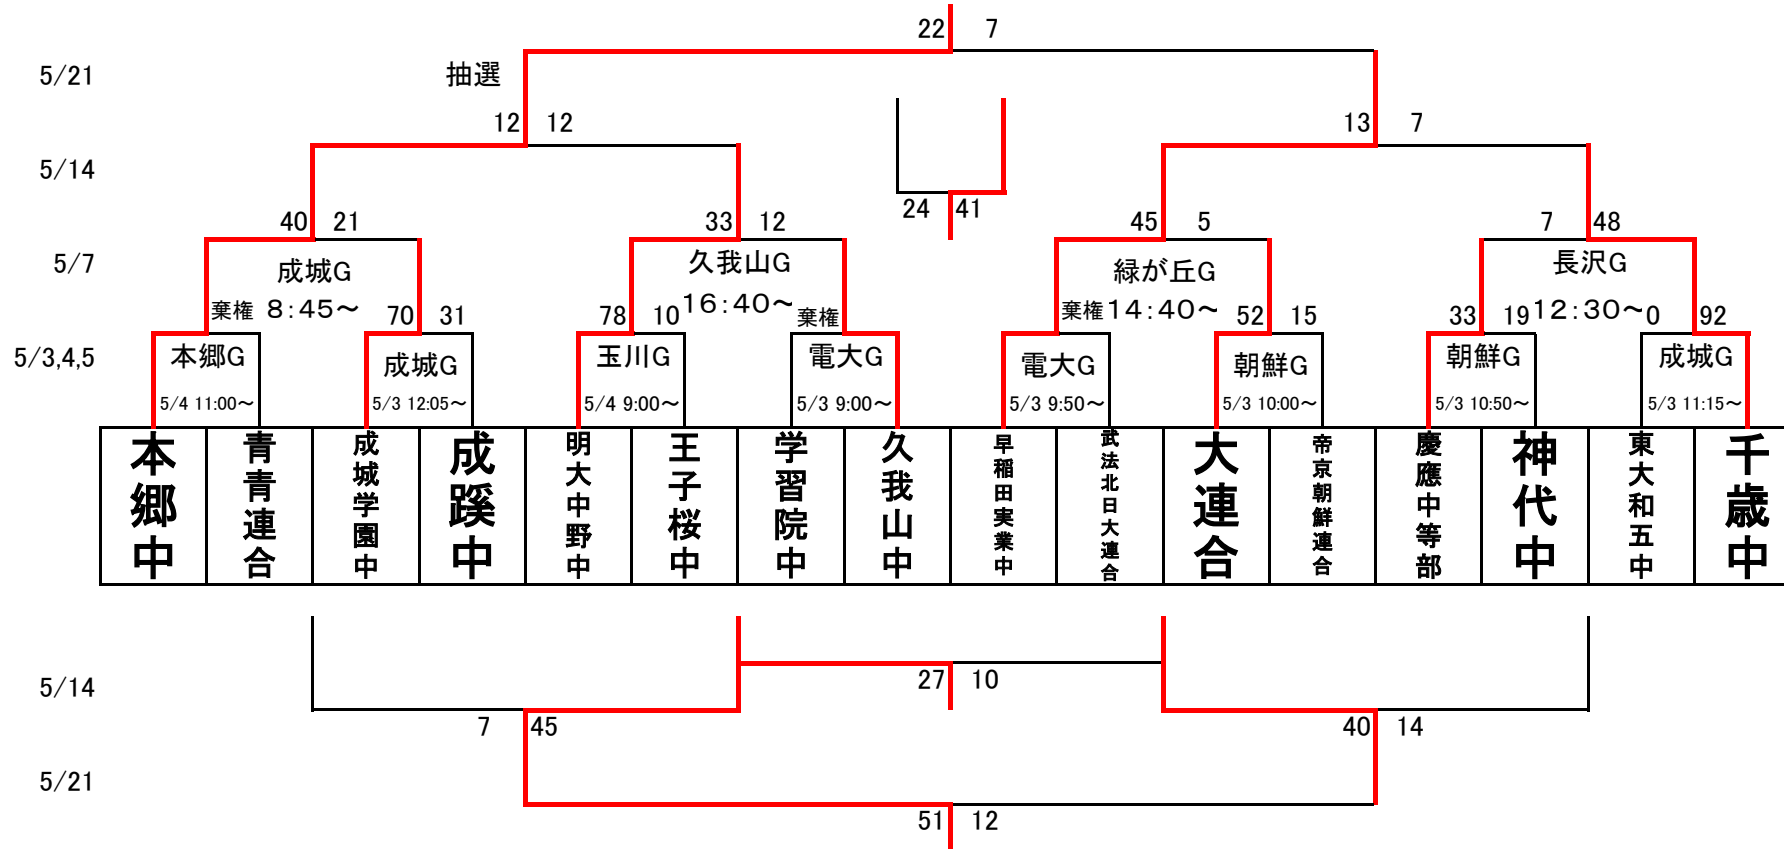 22 7
5/21
抽選
12 12
13 7
5/14
24 41
40 21
33 12
45 5
7 48
5/7
成城G
久我山G
緑が丘G
長沢G
棄権 8:45～
16:40～
棄権
棄権 14:40～
12:30～
70 31
78 10
52 15
33 19
0 92
5/3,4,5
本郷G
成城G
玉川G
電大G
電大G
朝鮮G
朝鮮G
成城G
5/4 11:00～
5/3 12:05～
5/4 9:00～
5/3 9:00～
5/3 9:50～
5/3 10:00～
5/3 10:50～
5/3 11:15～
本郷中
青青連合
成城学園中
成蹊中
明大中野中
王子桜中
学習院中
久我山中
早稲田実業中
武法北日大連合
大連合
帝京朝鮮連合
慶應中等部
神代中
東大和五中
千歳中
5/14
27 10
7 45
40 14
5/21
51 12